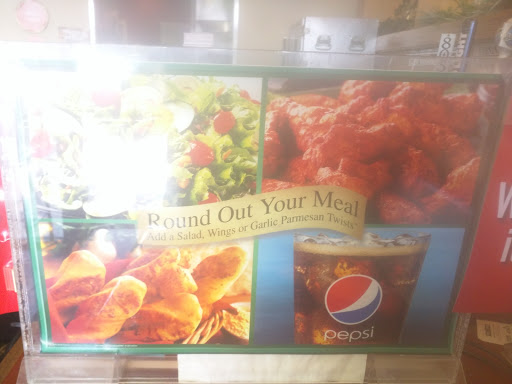 Round Out Your Meal
Add a Salad, Wings or Garlic Parmesan Twists
pepsi